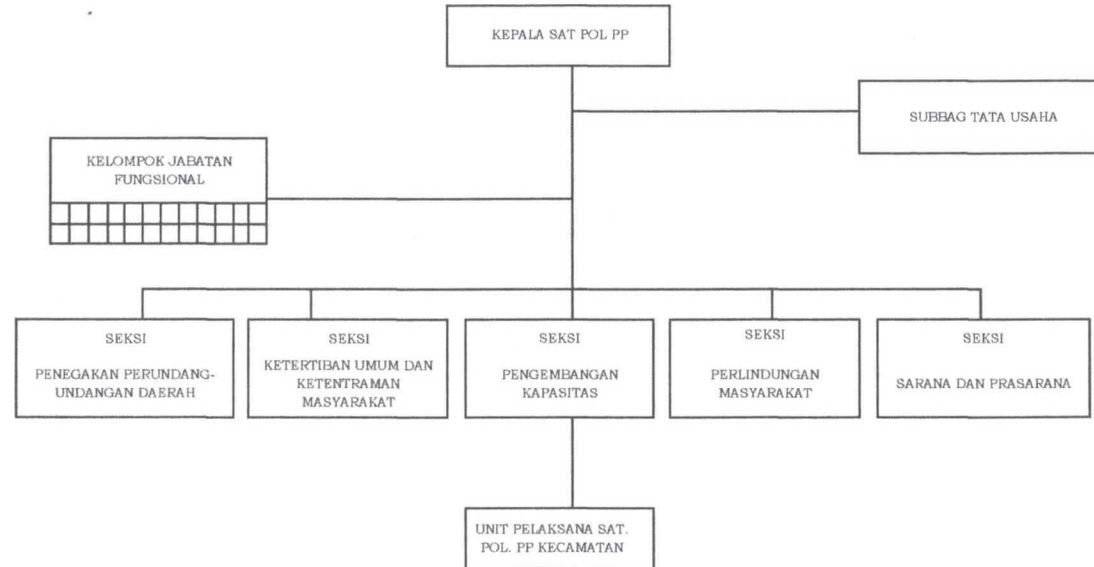 KEPALA SAT POL PP
SUBBAG TATA USAHA
KELOMPOK JABATAN
FUNGSIONAL
SEKSI
PENEGAKAN PERUNDANG-
UNDANGAN DAERAH
SEKSI
KETERTIBAN UMUM DAN
KETENTRAMAN
MASYARAKAT
SEKSI
PENGEMBANGAN
KAPASITAS
SEKSI
PERLINDUNGAN
MASYARAKAT
SEKSI
SARANA DAN PRASARANA
UNIT PELAKSANA SAT.
POL. PP KECAMATAN